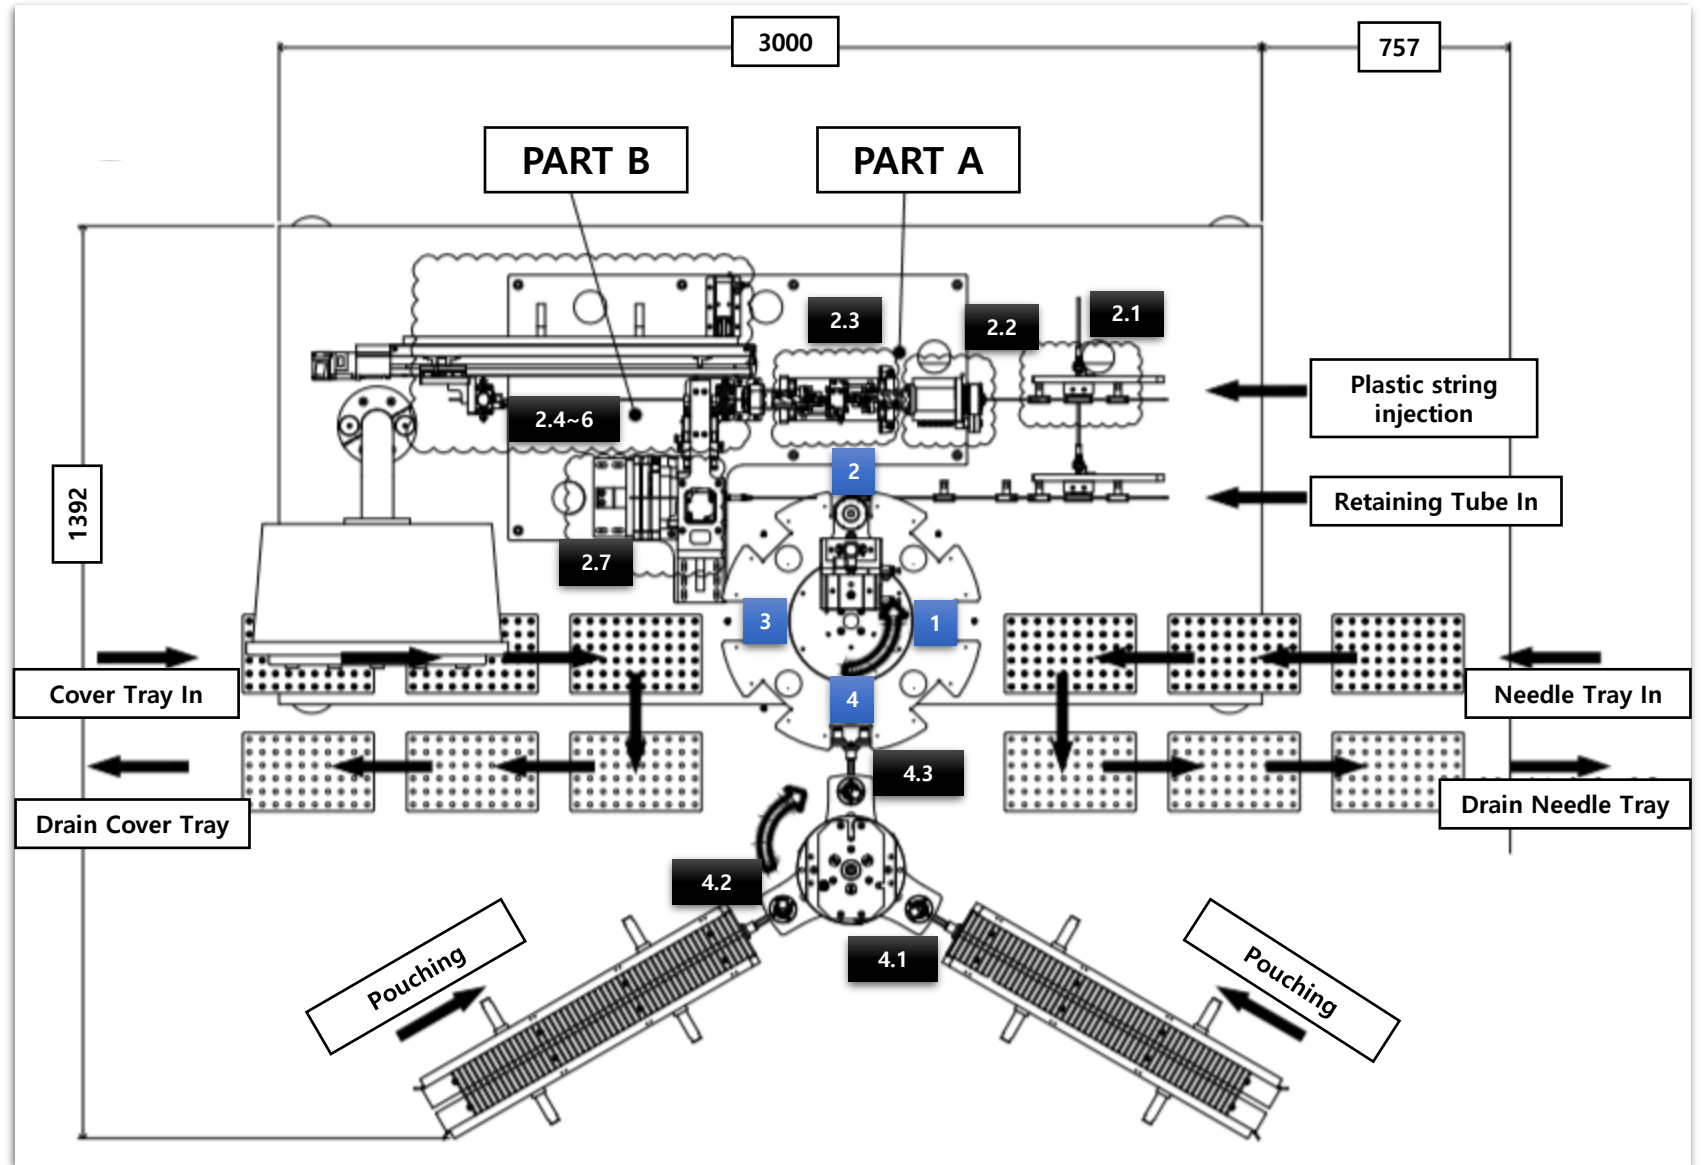 3000
757
PART B
PART A
2.3
2.2
2.1
Plastic string
injection
2.4~6
2
Retaining Tube In
1392
2.7
3
1
4
Cover Tray In
Needle Tray In
4.3
Drain Cover Tray
Drain Needle Tray
4.2
4.1
Pouching
Pouching